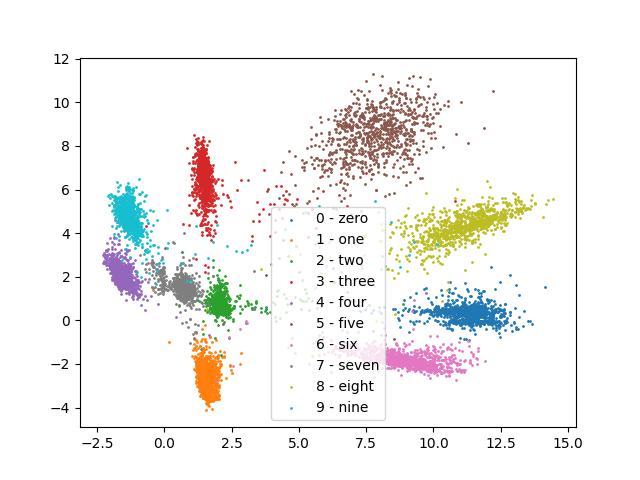 12
10
8
6
4
2
0
−2
−4
0 - zero
1 - one
2 - two
3 - three
4 - four
5 - five
6 - six
7 - seven
8 - eight
9 - nine
−2.5 0.0 2.5 5.0 7.5 10.0 12.5 15.0